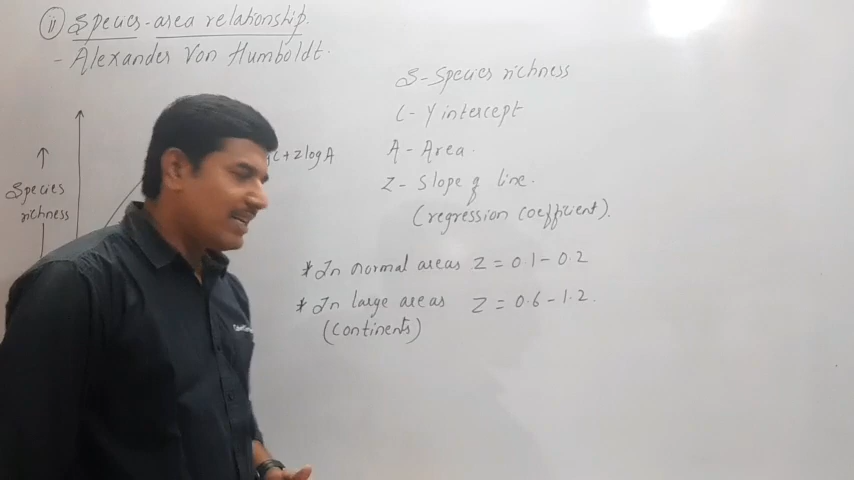 ii) Species-area relationship.
- Alexander Von Humboldt.
S - Species richness
C - Y intercept
A - Area.
Z - Slope of line.
(regression coefficient).
C + Z log A
Species
richness
* In normal areas Z = 0.1 - 0.2
* In large areas Z = 0.6 - 1.2.
(Continents)